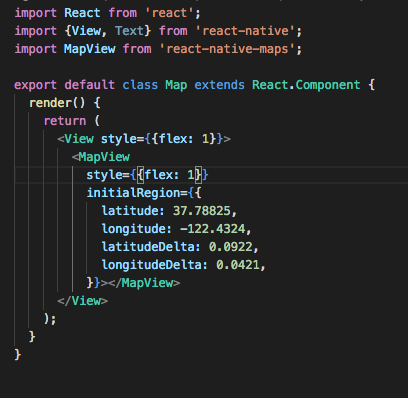 import React from 'react';
import {View, Text} from 'react-native';
import MapView from 'react-native-maps';

export default class Map extends React.Component {
  render() {
    return (
      <View style={{flex: 1}}>
        <MapView
          style={{flex: 1}}
          initialRegion={{
            latitude: 37.78825,
            longitude: -122.4324,
            latitudeDelta: 0.0922,
            longitudeDelta: 0.0421,
          }}></MapView>
      </View>
    );
  }
}